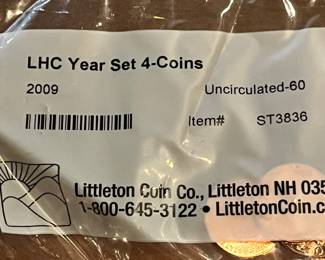 LHC Year Set 4-Coins
2009 Uncirculated-60
Item# ST3836
Littleton Coin Co., Littleton NH 035
1-800-645-3122 • LittletonCoin.c